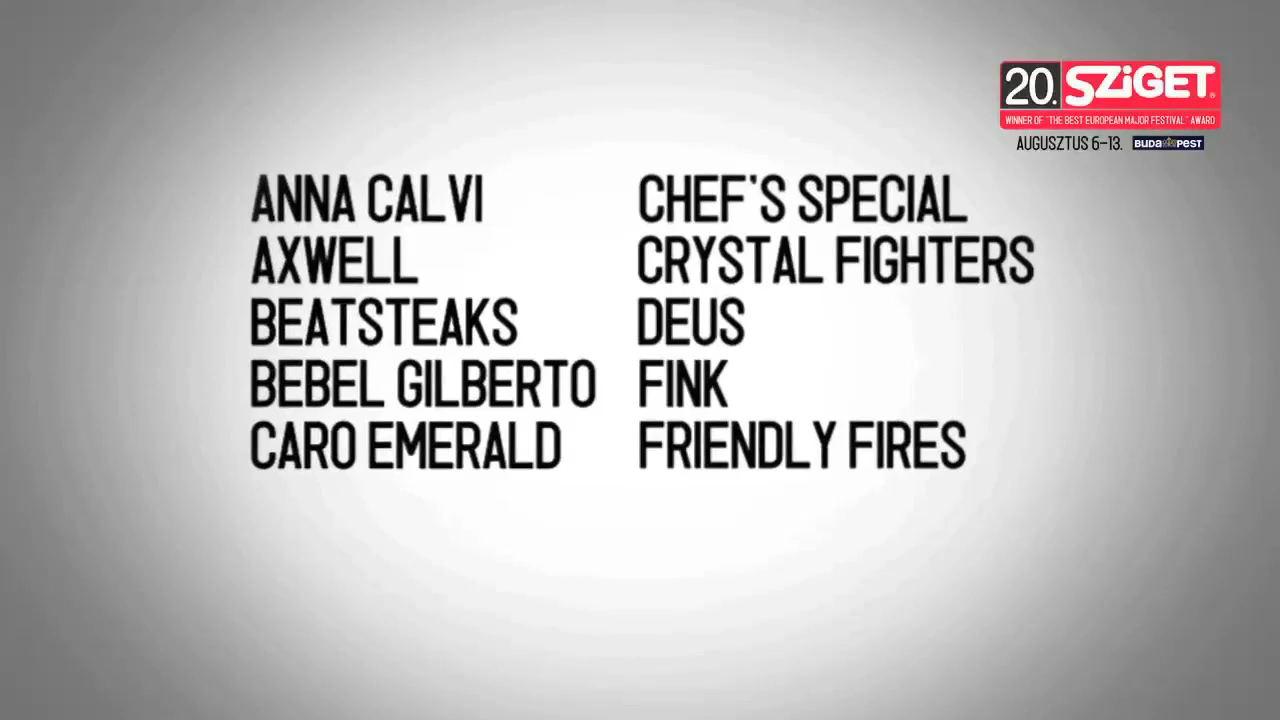 20. SZiGET
WINNER OF "THE BEST EUROPEAN MAJOR FESTIVAL" AWARD
AUGUSZTUS 6-13. BUDAPEST
ANNA CALVI
AXWELL
BEATSTEAKS
BEBEL GILBERTO
CARO EMERALD
CHEF'S SPECIAL
CRYSTAL FIGHTERS
DEUS
FINK
FRIENDLY FIRES